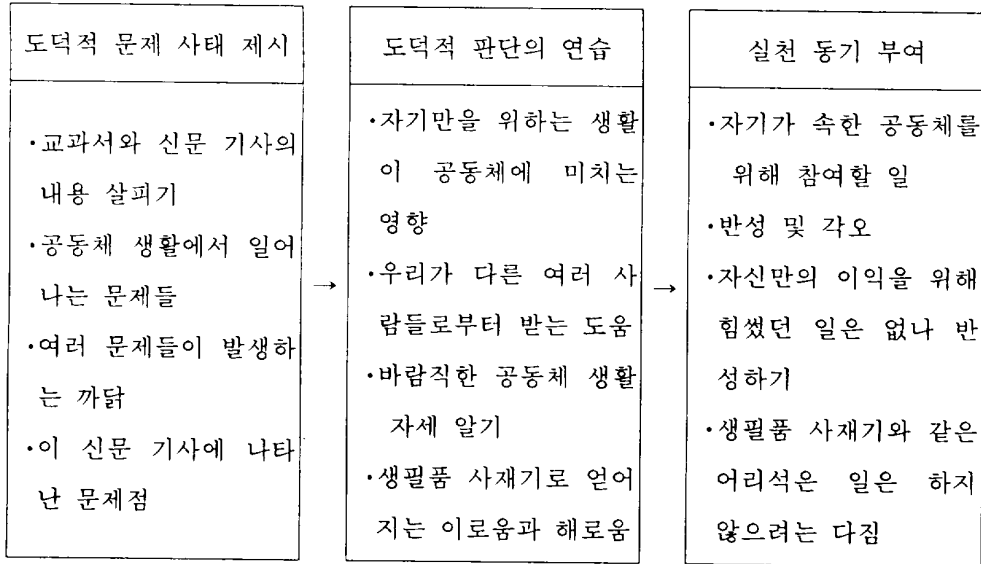 도덕적 문제 사태 제시
·교과서와 신문 기사의
내용 살피기
·공동체 생활에서 일어
나는 문제들
·여러 문제들이 발생하
는 까닭
·이 신문 기사에 나타
난 문제점
→
도덕적 판단의 연습
·자기만을 위하는 생활
이 공동체에 미치는
영향
·우리가 다른 여러 사
람들로부터 받는 도움
·바람직한 공동체 생활
자세 알기
·생필품 사재기로 얻어
지는 이로움과 해로움
→
실천 동기 부여
·자기가 속한 공동체를
위해 참여할 일
·반성 및 각오
·자신만의 이익을 위해
힘썼던 일은 없나 반
성하기
·생필품 사재기와 같은
어리석은 일은 하지
않으려는 다짐